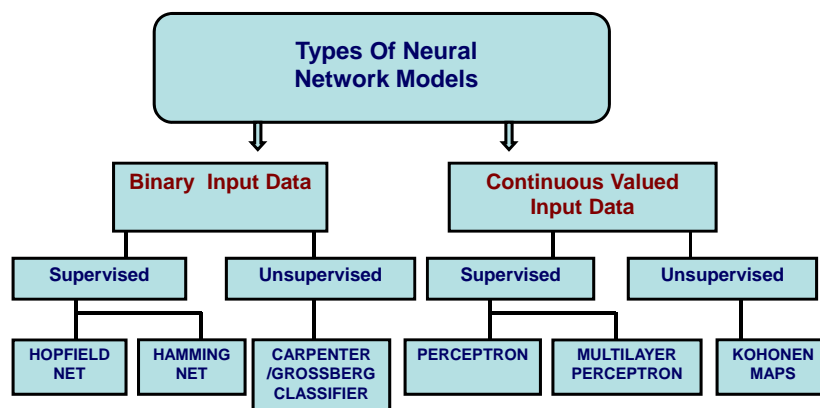 Types Of Neural
Network Models
Binary Input Data
Continuous Valued
Input Data
Supervised
Unsupervised
Supervised
Unsupervised
HOPFIELD
NET
HAMMING
NET
CARPENTER
/GROSSBERG
CLASSIFIER
PERCEPTRON
MULTILAYER
PERCEPTRON
KOHONEN
MAPS